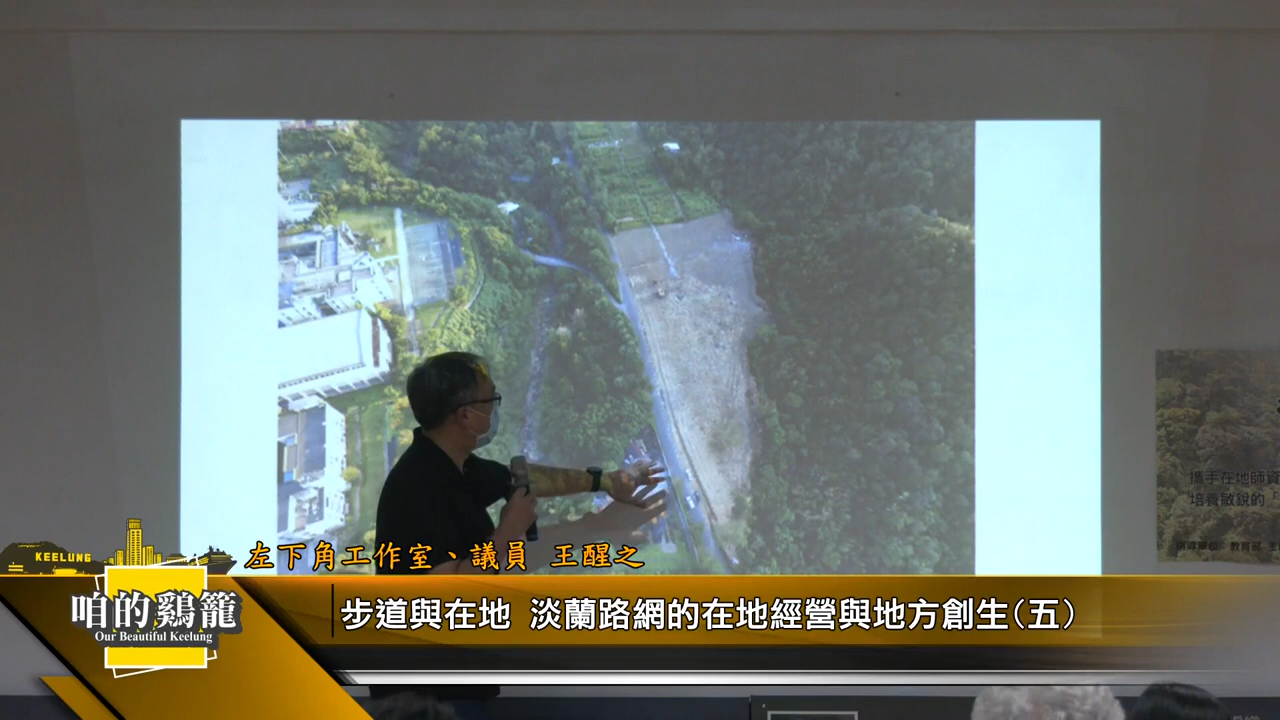 攜手在地師資
培養敏銳的「
左下角工作室、議員 王醒之
KEELUNG
咱的鷄籠
Our Beautiful Keelung
步道與在地 淡蘭路網的在地經營與地方創生(五)